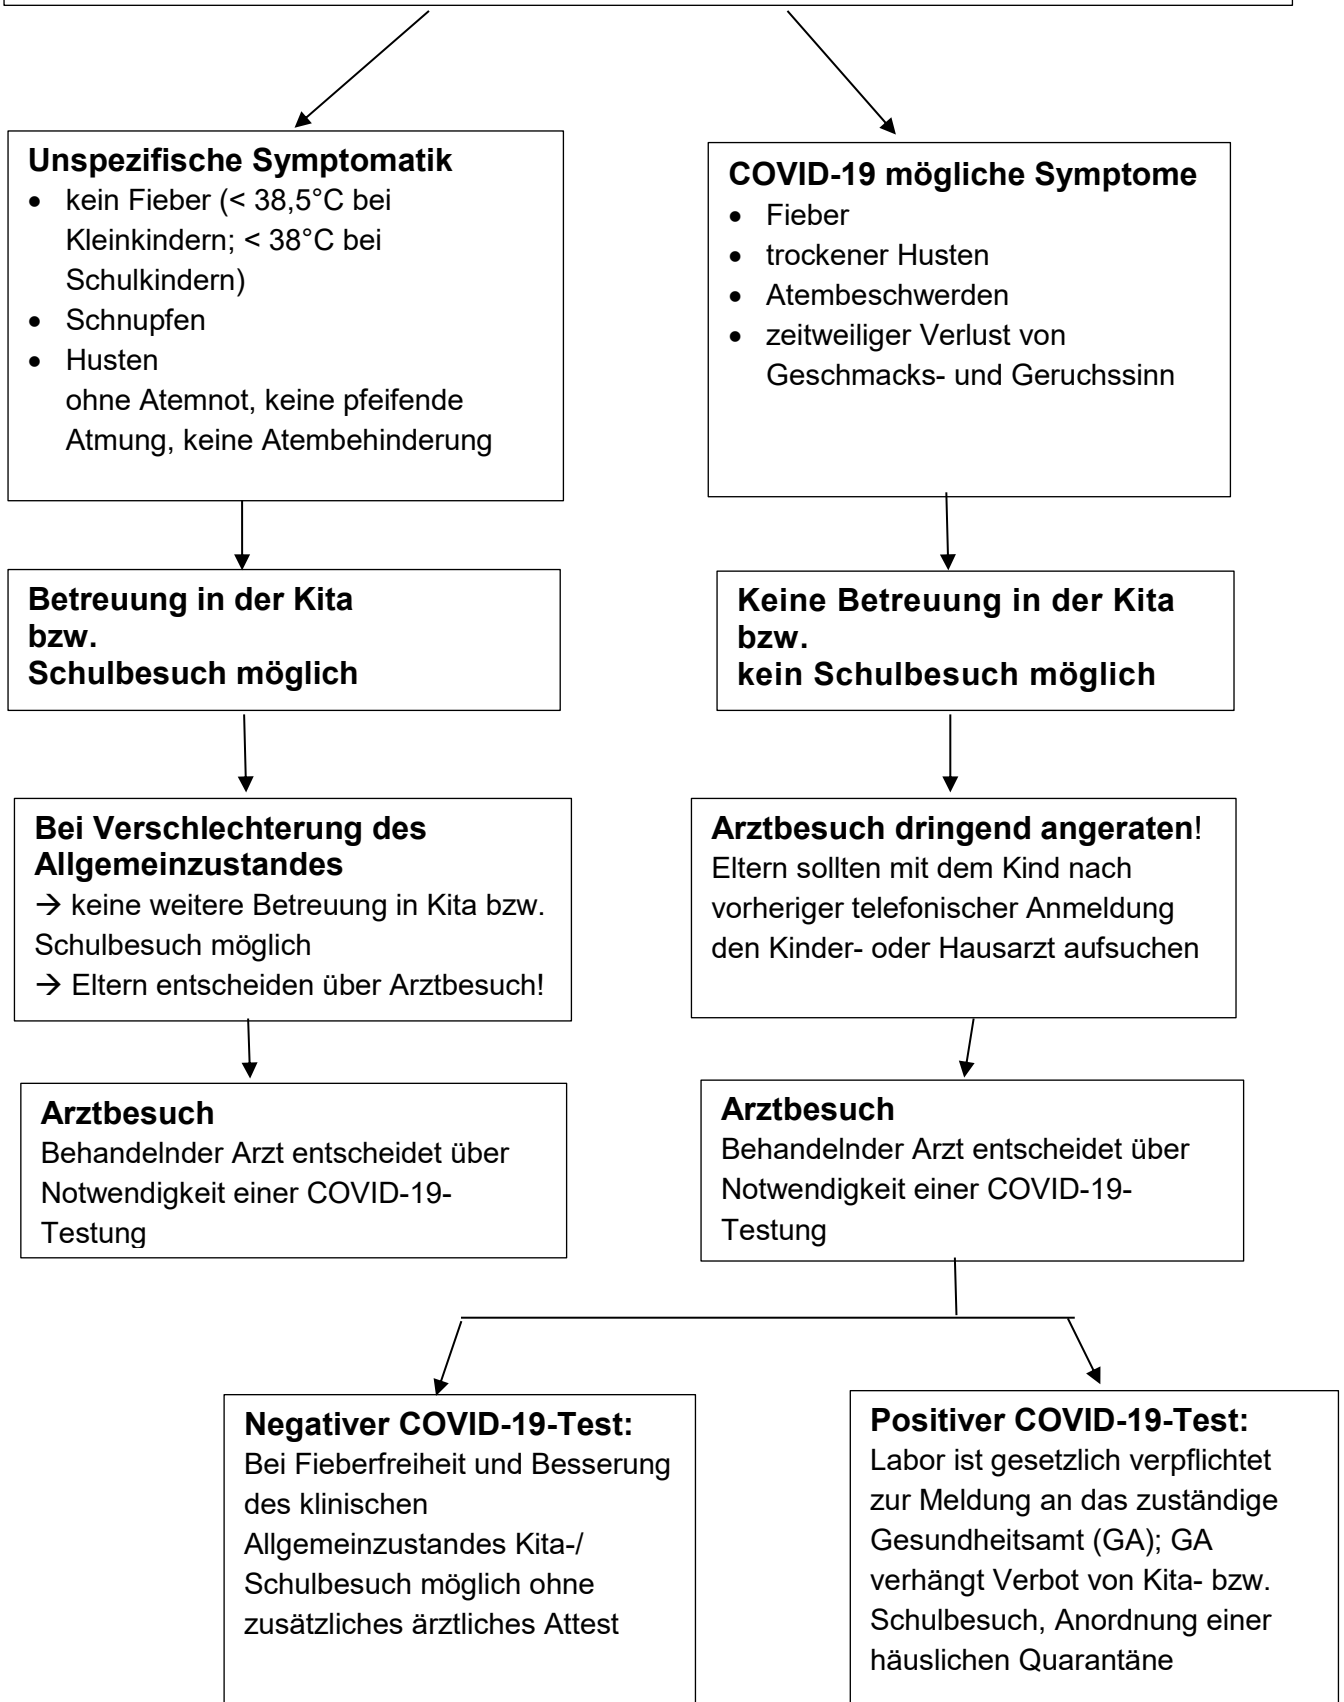 Unspezifische Symptomatik
• kein Fieber (< 38,5°C bei
Kleinkindern; < 38°C bei
Schulkindern)
• Schnupfen
• Husten
ohne Atemnot, keine pfeifende
Atmung, keine Atembehinderung
COVID-19 mögliche Symptome
• Fieber
• trockener Husten
• Atembeschwerden
• zeitweiliger Verlust von
Geschmacks- und Geruchssinn
Betreuung in der Kita
bzw.
Schulbesuch möglich
Keine Betreuung in der Kita
bzw.
kein Schulbesuch möglich
Bei Verschlechterung des
Allgemeinzustandes
→ keine weitere Betreuung in Kita bzw.
Schulbesuch möglich
→ Eltern entscheiden über Arztbesuch!
Arztbesuch dringend angeraten!
Eltern sollten mit dem Kind nach
vorheriger telefonischer Anmeldung
den Kinder- oder Hausarzt aufsuchen
Arztbesuch
Behandelnder Arzt entscheidet über
Notwendigkeit einer COVID-19-
Testung
Arztbesuch
Behandelnder Arzt entscheidet über
Notwendigkeit einer COVID-19-
Testung
Negativer COVID-19-Test:
Bei Fieberfreiheit und Besserung
des klinischen
Allgemeinzustandes Kita-/
Schulbesuch möglich ohne
zusätzliches ärztliches Attest
Positiver COVID-19-Test:
Labor ist gesetzlich verpflichtet
zur Meldung an das zuständige
Gesundheitsamt (GA); GA
verhängt Verbot von Kita- bzw.
Schulbesuch, Anordnung einer
häuslichen Quarantäne